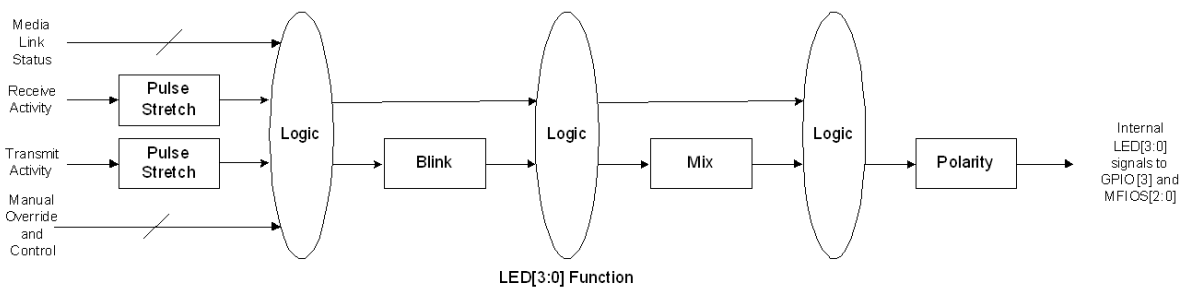 Media
Link
Status
Receive
Activity
Pulse
Stretch
Transmit
Activity
Pulse
Stretch
Manual
Override
and
Control
Logic
Blink
Logic
Mix
Logic
Polarity
Internal
LED[3:0]
signals to
GPIO[3] and
MFIOS[2:0]
LED[3:0] Function